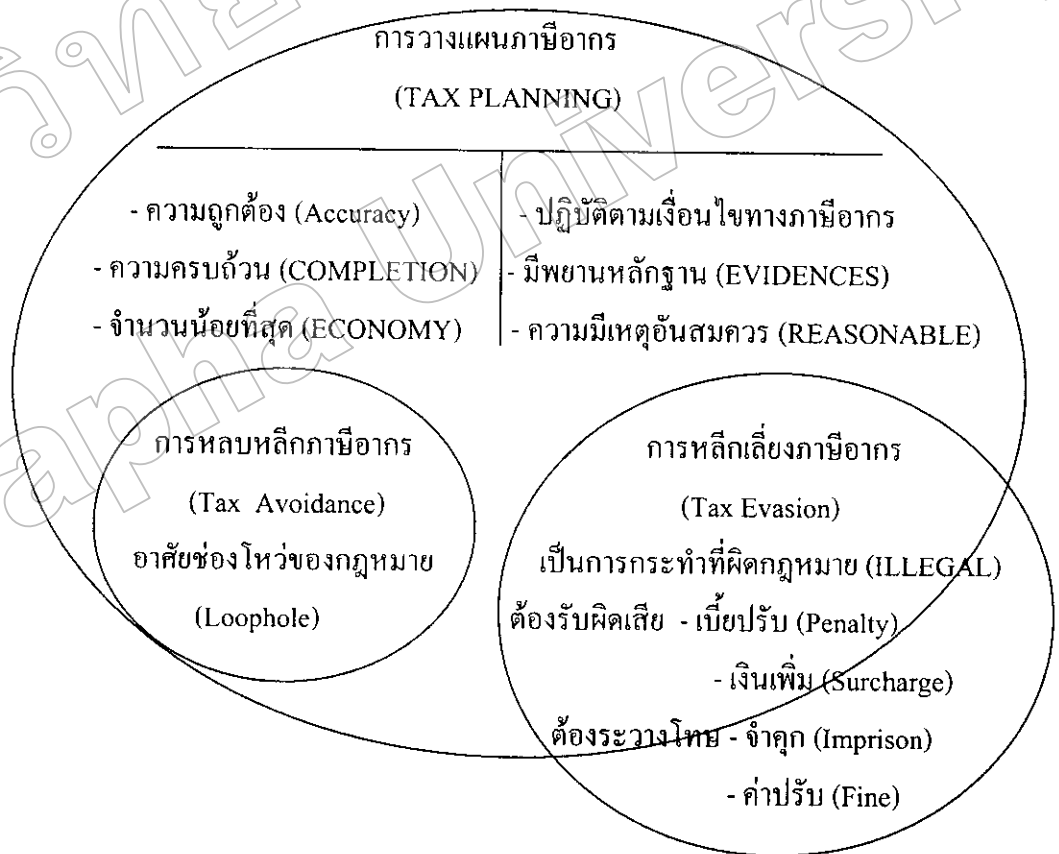 การวางแผนภาษีอากร
(TAX PLANNING)
- ความถูกต้อง (Accuracy)
- ความครบถ้วน (COMPLETION)
- จำนวนน้อยที่สุด (ECONOMY)
- ปฏิบัติตามเงื่อนไขทางภาษีอากร
- มีพยานหลักฐาน (EVIDENCES)
- ความมีเหตุอันสมควร (REASONABLE)
การหลบหลีกภาษีอากร
(Tax Avoidance)
อาศัยช่องโหว่ของกฎหมาย
(Loophole)
การหลีกเลี่ยงภาษีอากร
(Tax Evasion)
เป็นการกระทำที่ผิดกฎหมาย (ILLEGAL)
ต้องรับผิดเสีย - เบี้ยปรับ (Penalty)
- เงินเพิ่ม (Surcharge)
ต้องระวางโทษ - จำคุก (Imprison)
- ค่าปรับ (Fine)
apha Universi